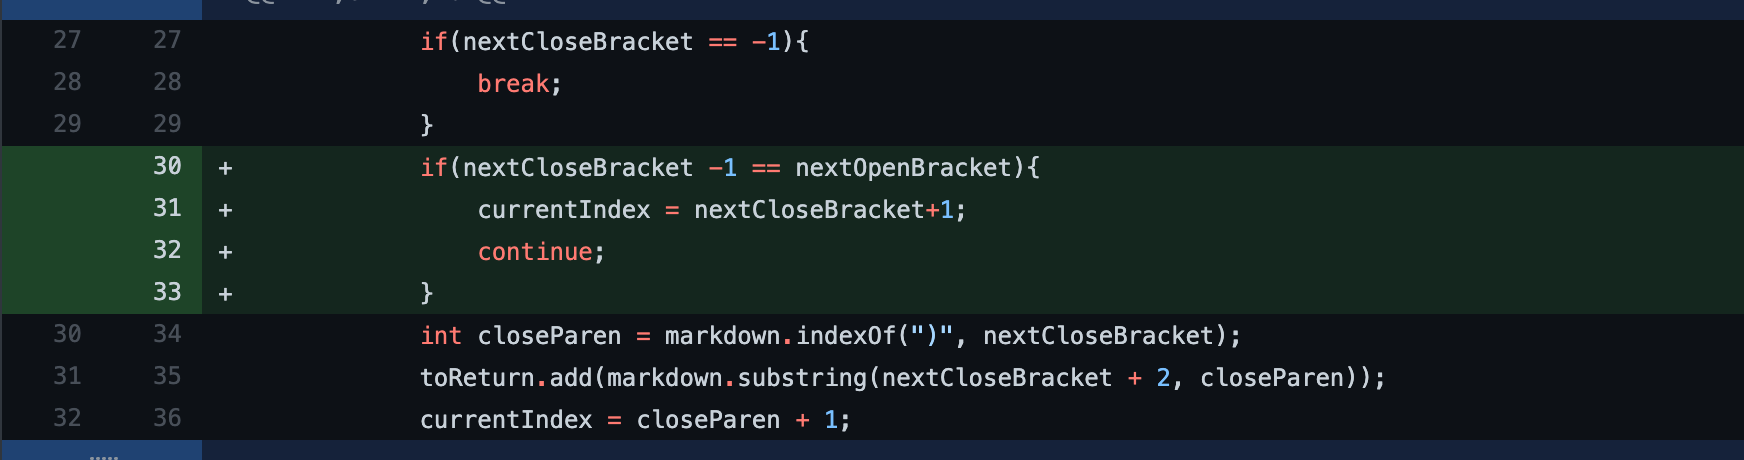 27 27 if(nextCloseBracket == -1){
28 28 break;
29 29 }
30 + if(nextCloseBracket -1 == nextOpenBracket){
31 + currentIndex = nextCloseBracket+1;
32 + continue;
33 + }
30 34 int closeParen = markdown.indexOf(")", nextCloseBracket);
31 35 toReturn.add(markdown.substring(nextCloseBracket + 2, closeParen));
32 36 currentIndex = closeParen + 1;